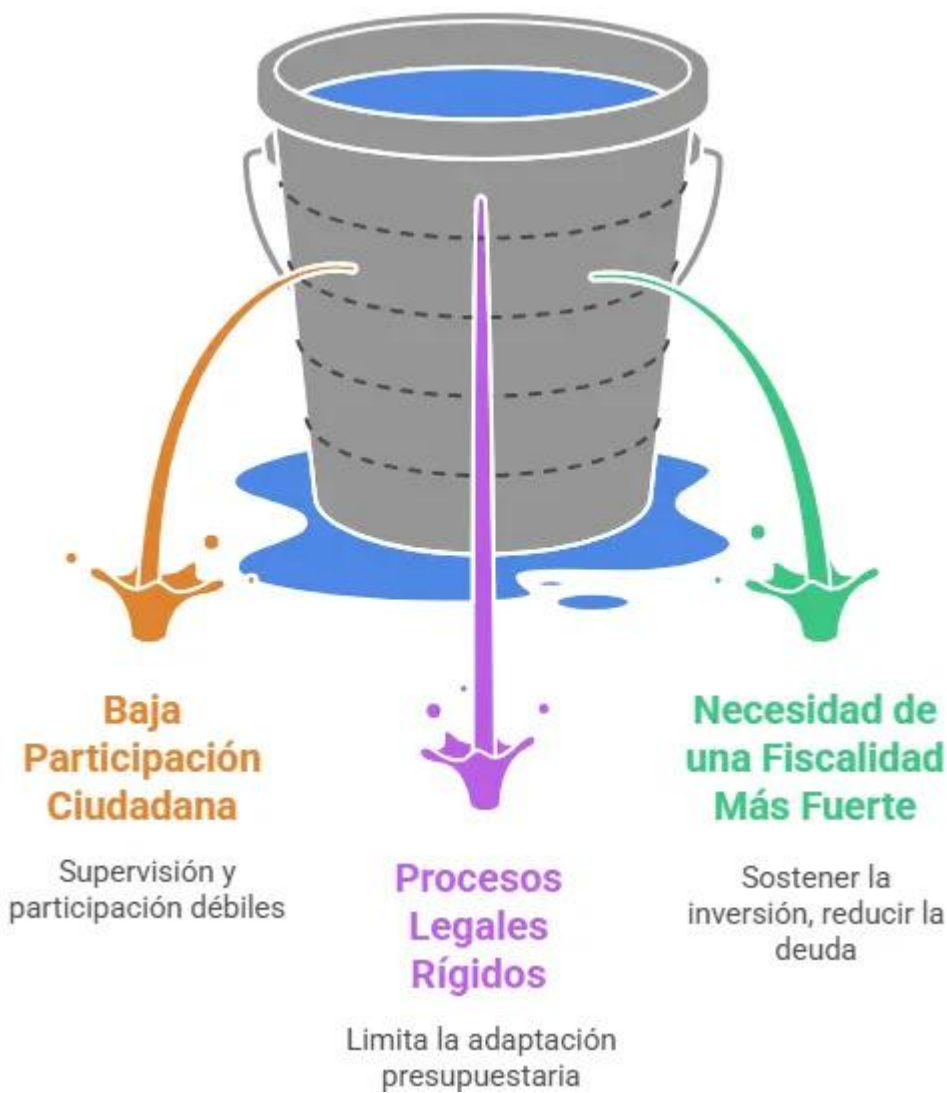 Baja
Participación
Ciudadana
Supervisión y
participación débiles
Procesos
Legales
Rígidos
Limita la adaptación
presupuestaria
Necesidad de
una Fiscalidad
Más Fuerte
Sostener la
inversión, reducir la
deuda